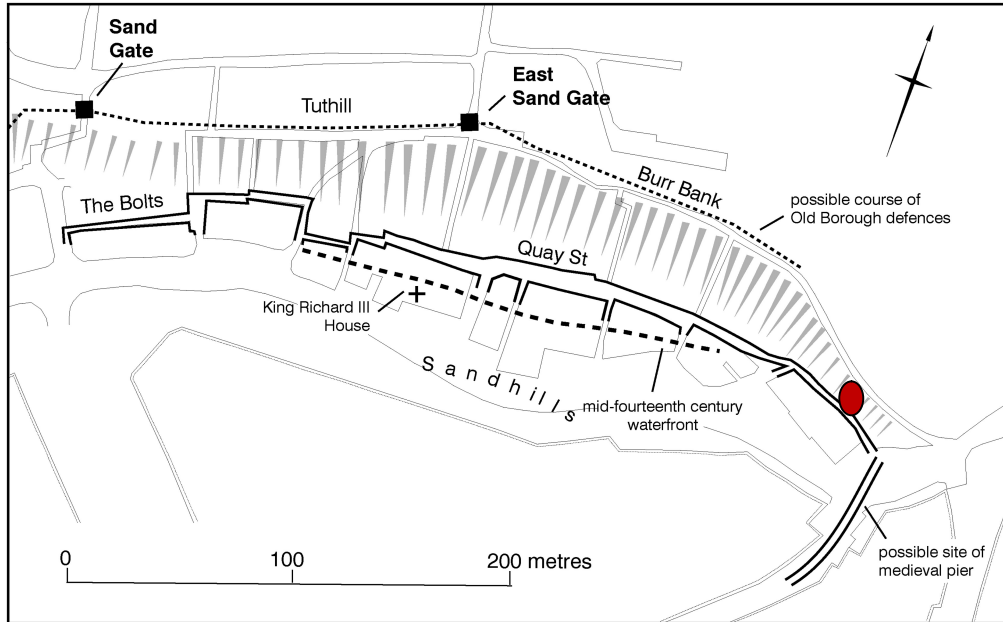 Sand
Gate
East
Sand Gate
Tuthill
Burr Bank
possible course of
Old Borough defences
The Bolts
Quay St
King Richard III
House
Sandhills
mid-fourteenth century
waterfront
possible site of
medieval pier
0
100
200 metres